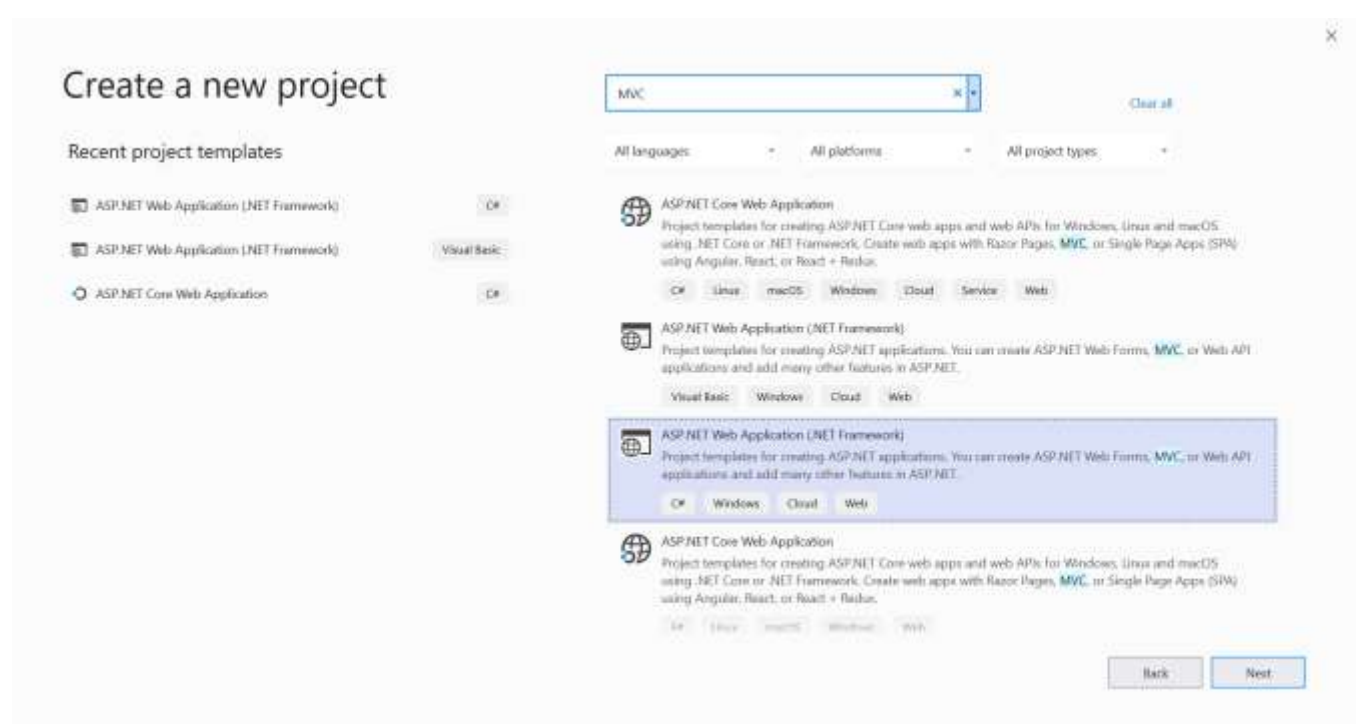 Create a new project
MVC
Clear all
Recent project templates
All languages
All platforms
All project types
ASP.NET Web Application (.NET Framework)
C#
ASP.NET Web Application (.NET Framework)
Visual Basic
ASP.NET Core Web Application
C#
ASP.NET Core Web Application
Project templates for creating ASP.NET Core web apps and web APIs for Windows, Linux and macOS
using .NET Core or .NET Framework. Create web apps with Razor Pages, MVC, or Single Page Apps (SPA)
using Angular, React, or React + Redux.
C# Linux macOS Windows Cloud Service Web
ASP.NET Web Application (.NET Framework)
Project templates for creating ASP.NET applications. You can create ASP.NET Web Forms, MVC, or Web API
applications and add many other features in ASP.NET.
Visual Basic Windows Cloud Web
ASP.NET Web Application (.NET Framework)
Project templates for creating ASP.NET applications. You can create ASP.NET Web Forms, MVC, or Web API
applications and add many other features in ASP.NET.
C# Windows Cloud Web
ASP.NET Core Web Application
Project templates for creating ASP.NET Core web apps and web APIs for Windows, Linux and macOS
using .NET Core or .NET Framework. Create web apps with Razor Pages, MVC, or Single Page Apps (SPA)
using Angular, React, or React + Redux.
C# Linux macOS Windows Web
Back
Next